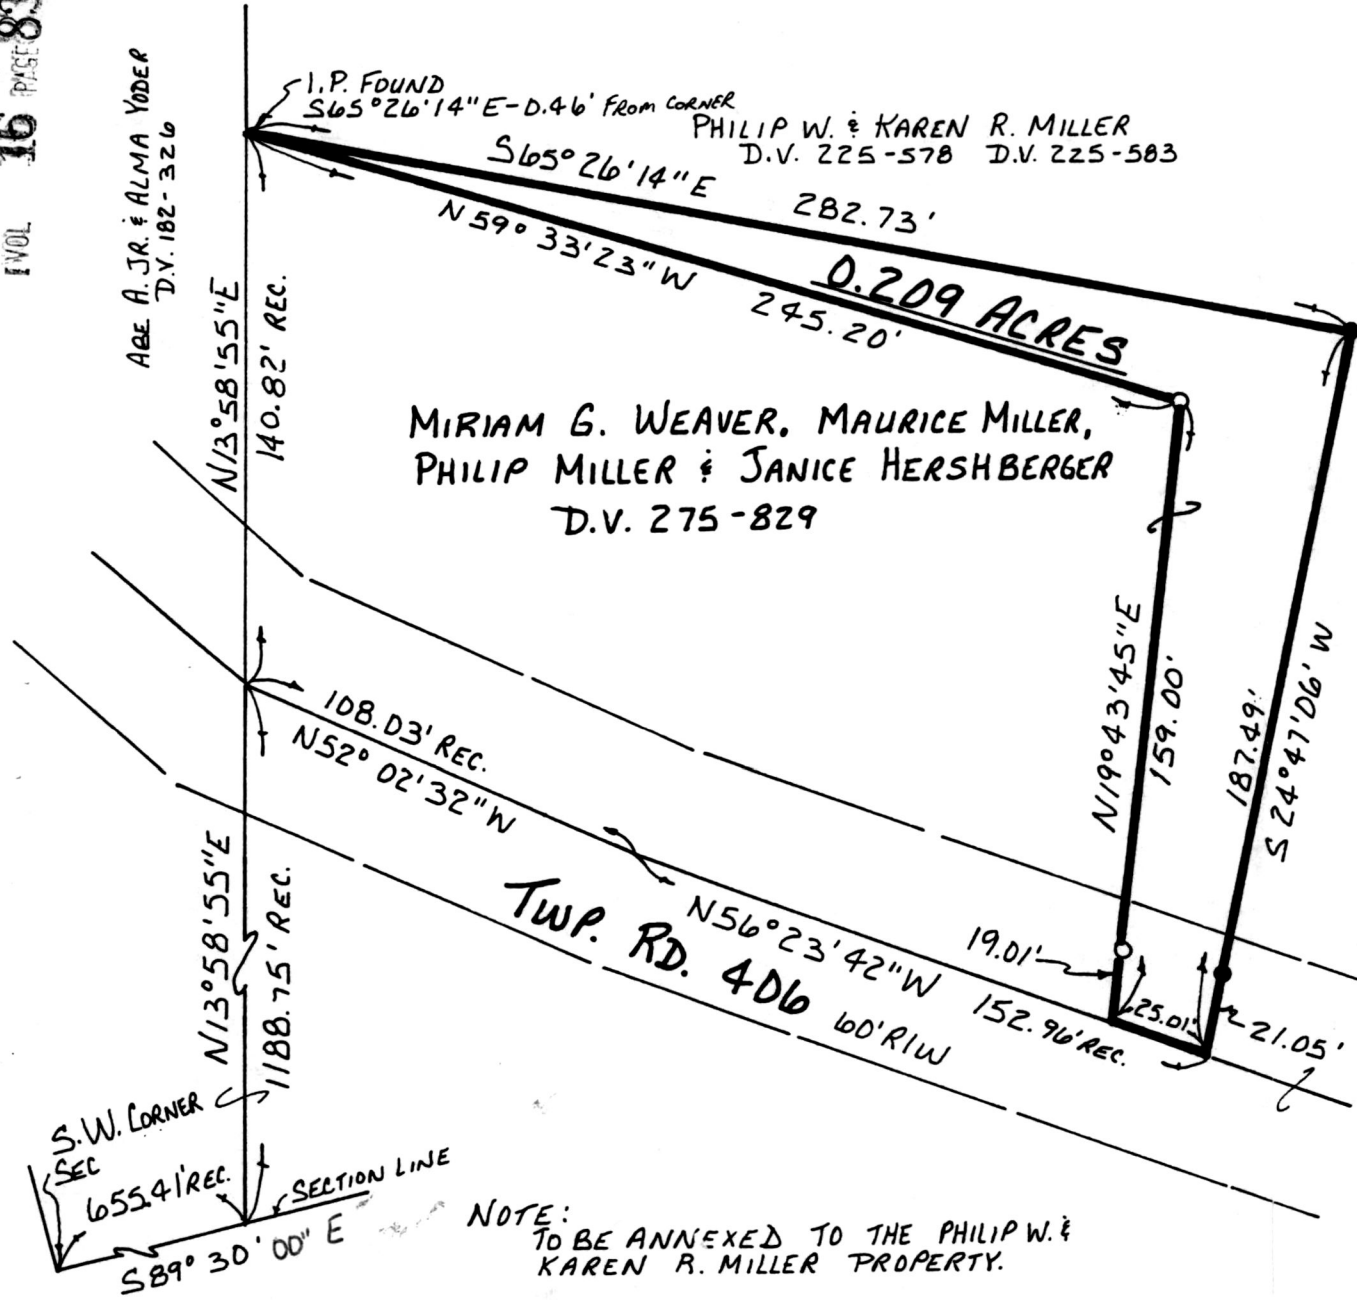 VOL 16 PAGE 83
ABE A. JR. & ALMA YODER
D.V. 182-326
I.P. FOUND
S65°26'14"E-0.46' FROM CORNER
PHILIP W. & KAREN R. MILLER
D.V. 225-578 D.V. 225-583
S65°26'14"E 282.73'
N59°33'23"W 245.20'
0.209 ACRES
N13°58'55"E
140.82' REC.
MIRIAM G. WEAVER, MAURICE MILLER,
PHILIP MILLER & JANICE HERSHBERGER
D.V. 275-829
N19°43'45"E
159.00'
187.49'
S24°47'06"W
108.03' REC.
N52°02'32"W
N56°23'42"W 152.96' REC.
TWP. RD. 406 60' R/W
19.01'
25.01'
21.05'
N13°58'55"E
1188.75' REC.
S.W. CORNER
SEC
655.41' REC.
SECTION LINE
S89°30'00"E
NOTE:
TO BE ANNEXED TO THE PHILIP W. &
KAREN R. MILLER PROPERTY.